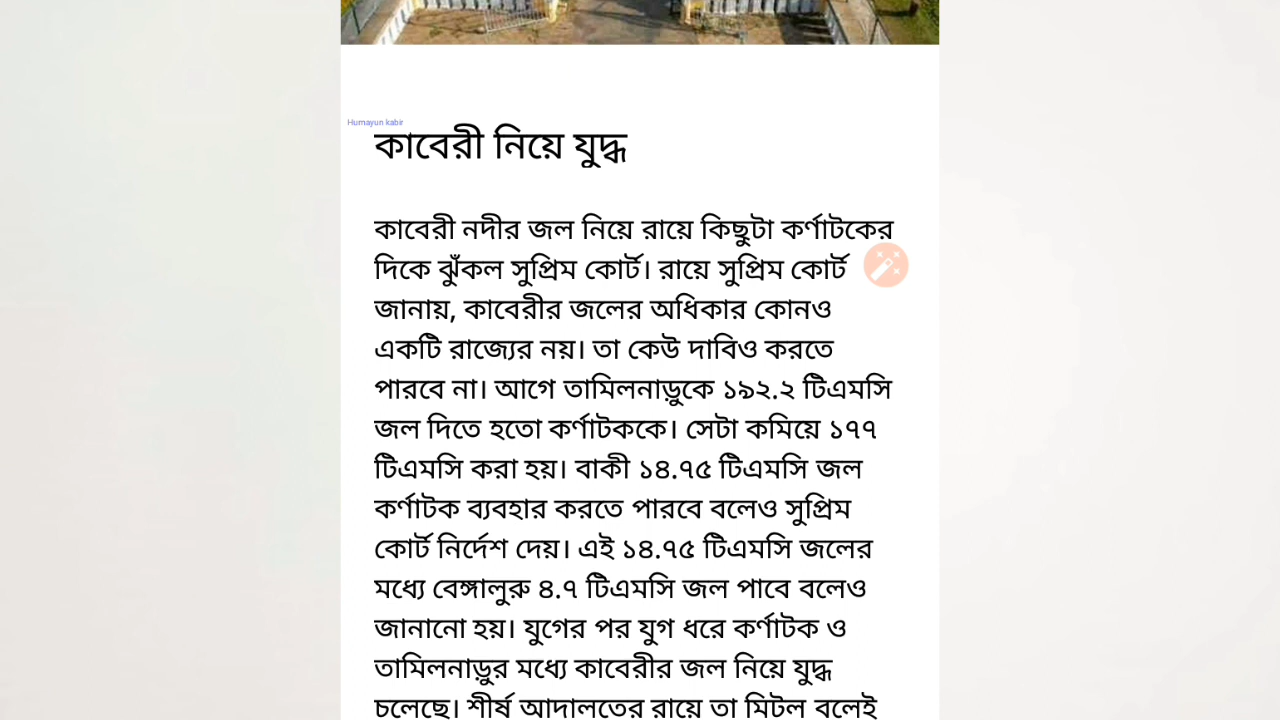 Humayun kabir
কাবেরী নিয়ে যুদ্ধ
কাবেরী নদীর জল নিয়ে রায়ে কিছুটা কর্ণাটকের
দিকে ঝুঁকল সুপ্রিম কোর্ট। রায়ে সুপ্রিম কোর্ট
জানায়, কাবেরীর জলের অধিকার কোনও
একটি রাজ্যের নয়। তা কেউ দাবিও করতে
পারবে না। আগে তামিলনাড়ুকে ১৯২.২ টিএমসি
জল দিতে হতো কর্ণাটককে। সেটা কমিয়ে ১৭৭
টিএমসি করা হয়। বাকী ১৪.৭৫ টিএমসি জল
কর্ণাটক ব্যবহার করতে পারবে বলেও সুপ্রিম
কোর্ট নির্দেশ দেয়। এই ১৪.৭৫ টিএমসি জলের
মধ্যে বেঙ্গালুরু ৪.৭ টিএমসি জল পাবে বলেও
জানানো হয়। যুগের পর যুগ ধরে কর্ণাটক ও
তামিলনাড়ুর মধ্যে কাবেরীর জল নিয়ে যুদ্ধ
চলেছে। শীর্ষ আদালতের রায়ে তা মিটল বলেই